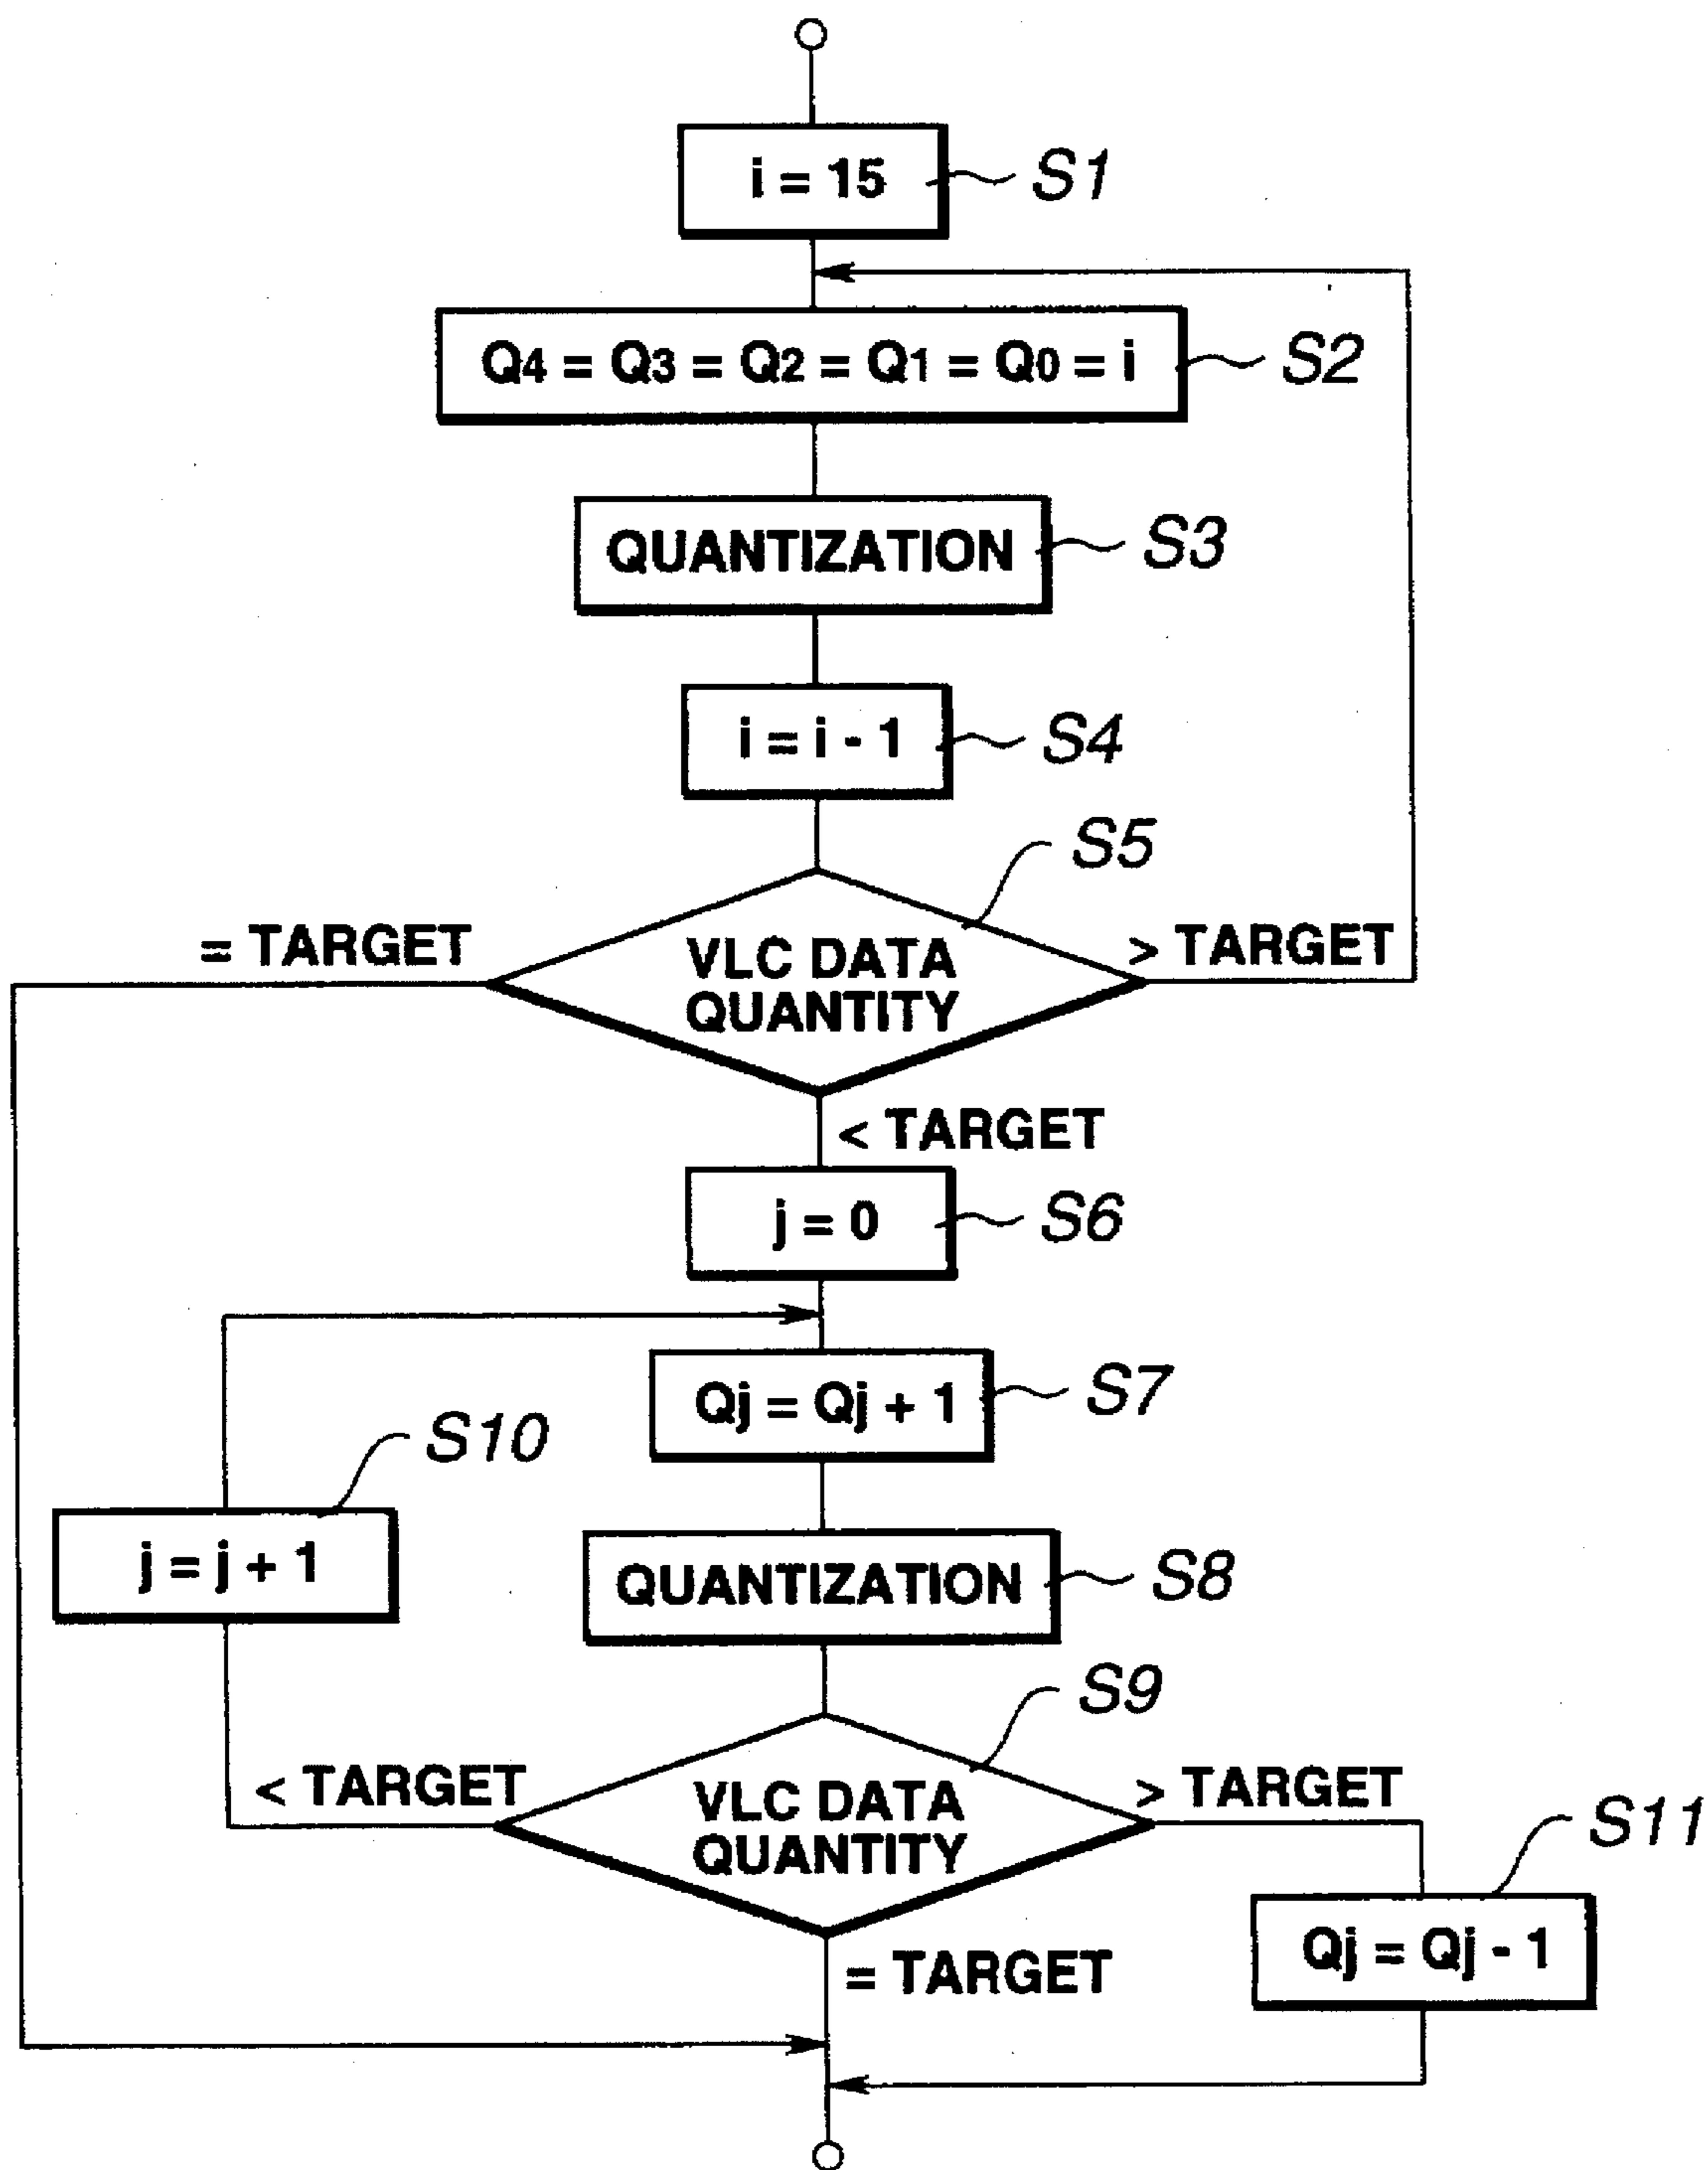 i = 15
S1
Q4 = Q3 = Q2 = Q1 = Q0 = i
S2
QUANTIZATION
S3
i = i - 1
S4
S5
= TARGET
VLC DATA
QUANTITY
> TARGET
< TARGET
j = 0
S6
Qj = Qj + 1
S7
S10
j = j + 1
QUANTIZATION
S8
S9
< TARGET
VLC DATA
QUANTITY
> TARGET
S11
Qj = Qj - 1
= TARGET